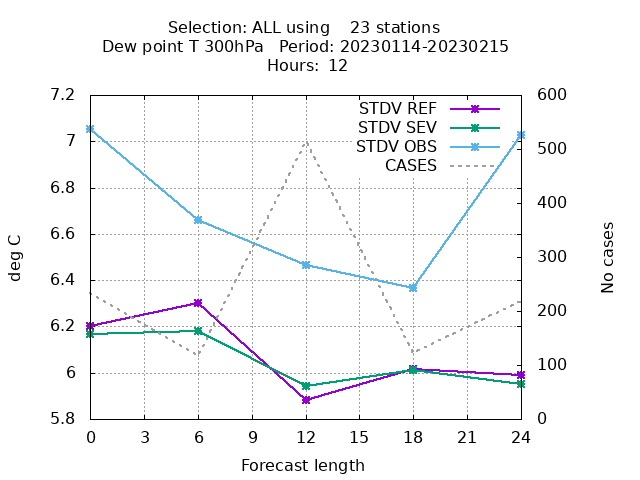 Selection: ALL using    23 stations
Dew point T 300hPa   Period: 20230114-20230215
Hours:  12
7.2
7
6.8
6.6
6.4
6.2
6
5.8
deg C
STDV REF
STDV SEV
STDV OBS
CASES
600
500
400
300
200
100
0
No cases
0 3 6 9 12 15 18 21 24
Forecast length